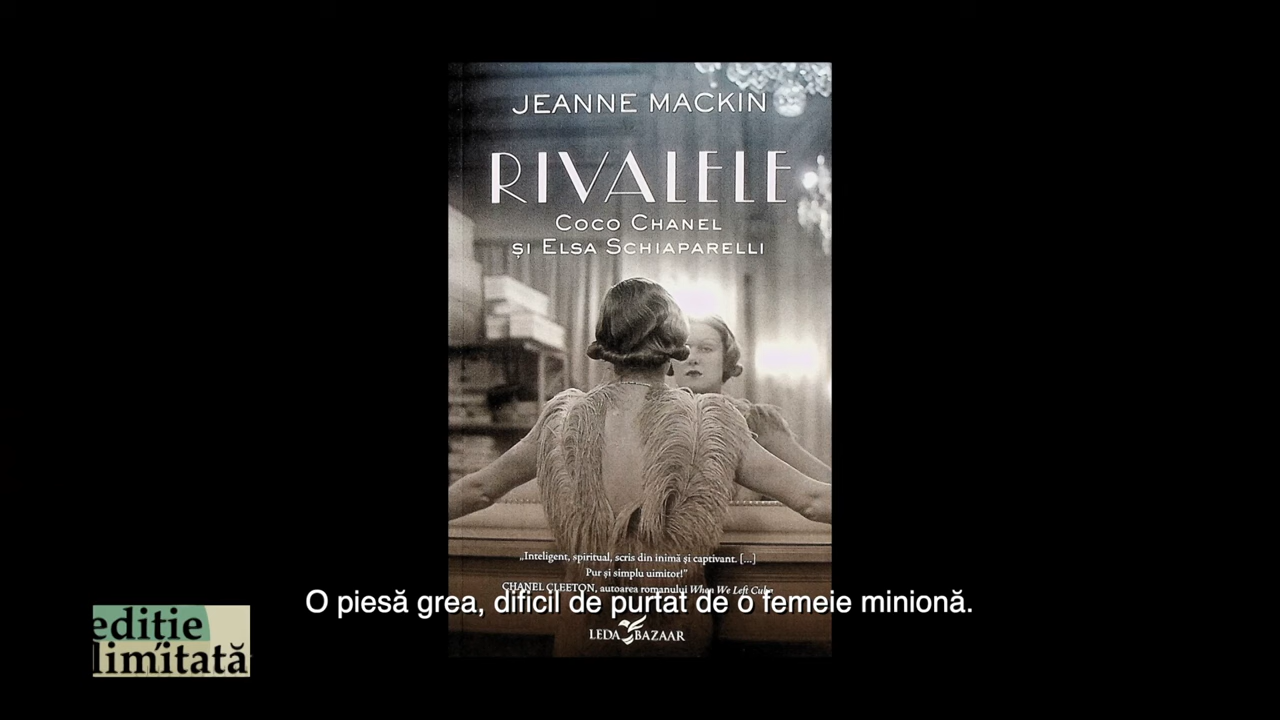 JEANNE MACKIN
RIVALELE
COCO CHANEL
ȘI ELSA SCHIAPARELLI
„Inteligent, spiritual, scris din inimă și captivant. [...]
Pur și simplu uimitor!”
CHANEL CLEETON, autoarea romanului When We Left Cuba
O piesă grea, dificil de purtat de o femeie minionă.
LEDA BAZAAR
ediție
limitată